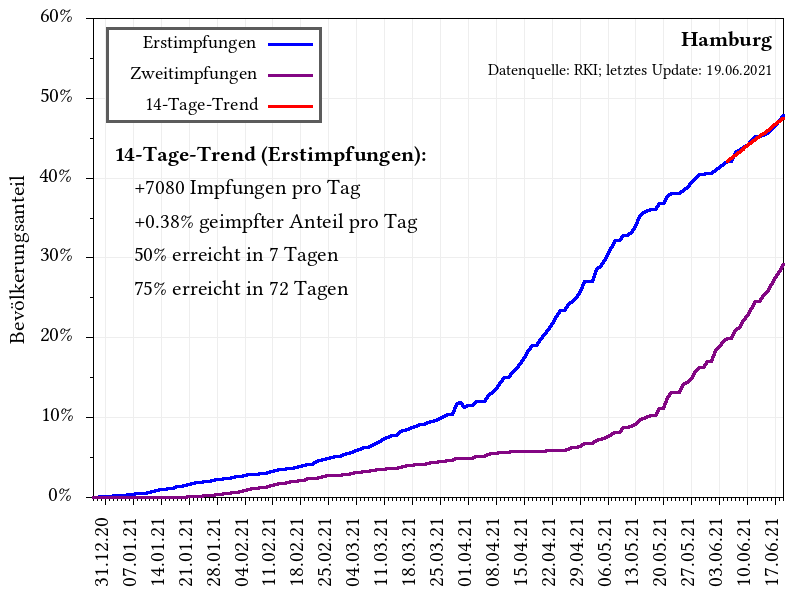 60%
50%
40%
30%
20%
10%
0%
Bevölkerungsanteil
Erstimpfungen
Zweitimpfungen
14-Tage-Trend
Hamburg
Datenquelle: RKI; letztes Update: 19.06.2021
14-Tage-Trend (Erstimpfungen):
+7080 Impfungen pro Tag
+0.38% geimpfter Anteil pro Tag
50% erreicht in 7 Tagen
75% erreicht in 72 Tagen
31.12.20
07.01.21
14.01.21
21.01.21
28.01.21
04.02.21
11.02.21
18.02.21
25.02.21
04.03.21
11.03.21
18.03.21
25.03.21
01.04.21
08.04.21
15.04.21
22.04.21
29.04.21
06.05.21
13.05.21
20.05.21
27.05.21
03.06.21
10.06.21
17.06.21